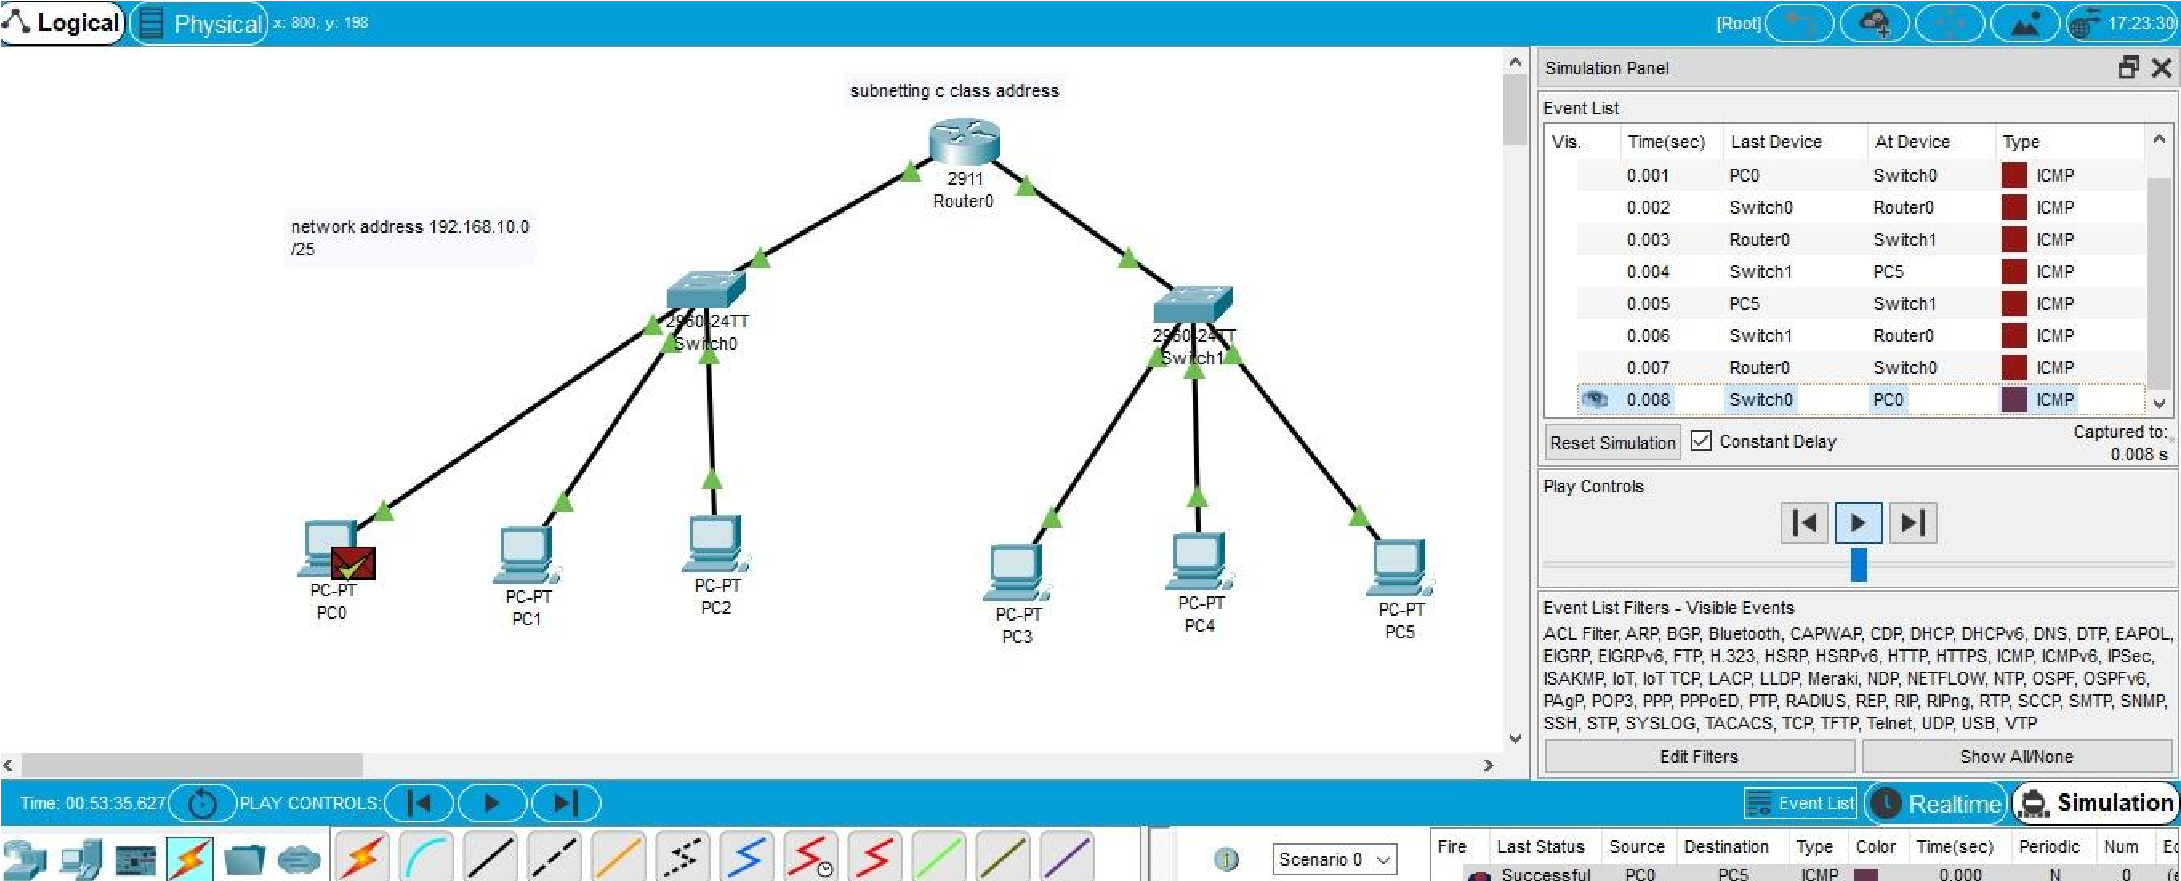 Logical
Physical
x: 800, y: 198
[Root]
17:23:30
subnetting c class address
2911
Router0
network address 192.168.10.0
/25
2960-24TT
Switch0
2960-24TT
Switch1
PC-PT
PC0
PC-PT
PC1
PC-PT
PC2
PC-PT
PC3
PC-PT
PC4
PC-PT
PC5
Simulation Panel
Event List
Vis. Time(sec) Last Device At Device Type
0.001 PC0 Switch0 ICMP
0.002 Switch0 Router0 ICMP
0.003 Router0 Switch1 ICMP
0.004 Switch1 PC5 ICMP
0.005 PC5 Switch1 ICMP
0.006 Switch1 Router0 ICMP
0.007 Router0 Switch0 ICMP
0.008 Switch0 PC0 ICMP
Reset Simulation Constant Delay
Captured to:
0.008 s
Play Controls
Event List Filters - Visible Events
ACL Filter, ARP, BGP, Bluetooth, CAPWAP, CDP, DHCP, DHCPv6, DNS, DTP, EAPOL,
EIGRP, EIGRPv6, FTP, H.323, HSRP, HSRPv6, HTTP, HTTPS, ICMP, ICMPv6, IPSec,
ISAKMP, IoT, IoT TCP, LACP, LLDP, Meraki, NDP, NETFLOW, NTP, OSPF, OSPFv6,
PAgP, POP3, PPP, PPPoED, PTP, RADIUS, REP, RIP, RIPng, RTP, SCCP, SMTP, SNMP,
SSH, STP, SYSLOG, TACACS, TCP, TFTP, Telnet, UDP, USB, VTP
Edit Filters
Show All/None
Time: 00:53:35.627
PLAY CONTROLS:
Event List
Realtime
Simulation
Scenario 0
Fire Last Status Source Destination Type Color Time(sec) Periodic Num
Successful PC0 PC5 ICMP 0.000 N 0